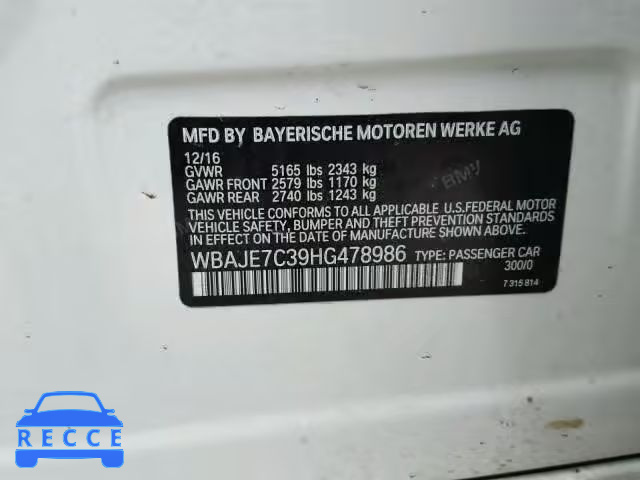 MFD BY BAYERISCHE MOTOREN WERKE AG
12/16
GVWR 5165 lbs 2343 kg
GAWR FRONT 2579 lbs 1170 kg
GAWR REAR 2740 lbs 1243 kg
BMW
THIS VEHICLE CONFORMS TO ALL APPLICABLE U.S.FEDERAL MOTOR
VEHICLE SAFETY, BUMPER, AND THEFT PREVENTION STANDARDS
IN EFFECT ON THE DATE OF MANUFACTURE SHOWN ABOVE.
WBAJE7C39HG478986 TYPE: PASSENGER CAR
300/0
7 315 814
RECCE